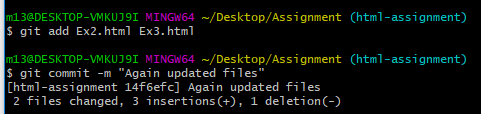 m13@DESKTOP-VMKUJ9I MINGW64 ~/Desktop/Assignment (html-assignment)
$ git add Ex2.html Ex3.html
m13@DESKTOP-VMKUJ9I MINGW64 ~/Desktop/Assignment (html-assignment)
$ git commit -m "Again updated files"
[html-assignment 14f6efc] Again updated files
 2 files changed, 3 insertions(+), 1 deletion(-)